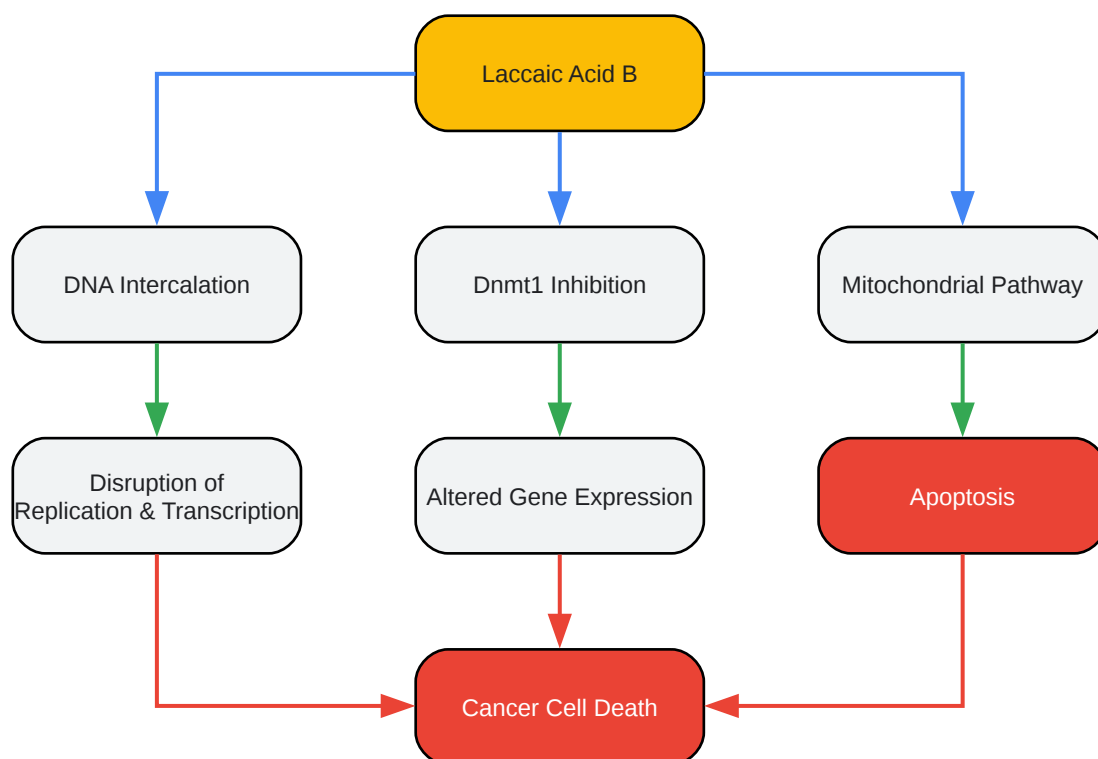 Laccaic Acid B
DNA Intercalation
Dnmt1 Inhibition
Mitochondrial Pathway
Disruption of
Replication & Transcription
Altered Gene Expression
Apoptosis
Cancer Cell Death